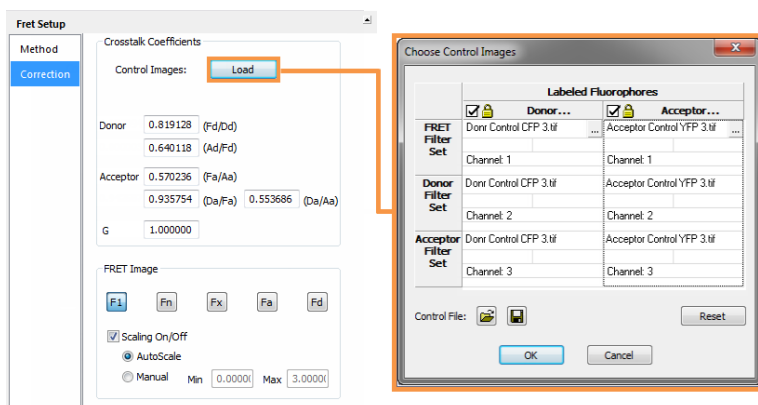 Fret Setup
Method
Correction
Crosstalk Coefficients
Control Images: Load
Donor 0.819128 (Fd/Dd)
0.640118 (Ad/Fd)
Acceptor 0.570236 (Fa/Aa)
0.935754 (Da/Fa) 0.553686 (Da/Aa)
G 1.000000
FRET Image
F1 Fn Fx Fa Fd
Scaling On/Off
AutoScale
Manual Min 0.0000( Max 3.0000(
Choose Control Images
Labeled Fluorophores
Donor... Acceptor...
FRET Filter Set
Donr Control CFP 3.tif ... Acceptor Control YFP 3.tif ...
Channel: 1 Channel: 1
Donor Filter Set
Donr Control CFP 3.tif Acceptor Control YFP 3.tif
Channel: 2 Channel: 2
Acceptor Filter Set
Donr Control CFP 3.tif Acceptor Control YFP 3.tif
Channel: 3 Channel: 3
Control File: Reset
OK Cancel